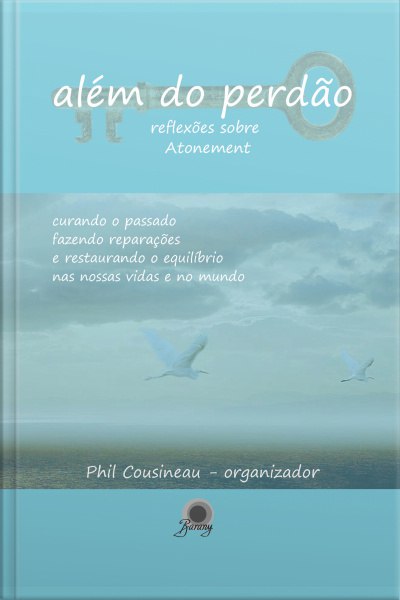 além do perdão
reflexões sobre
Atonement
curando o passado
fazendo reparações
e restaurando o equilíbrio
nas nossas vidas e no mundo
Phil Cousineau - organizador
Barany